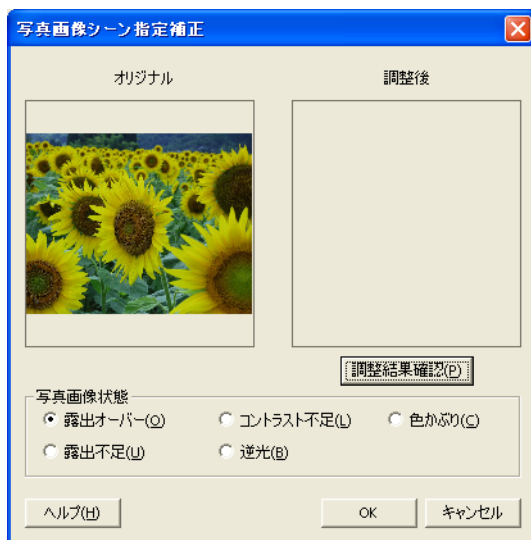 写真画像シーン指定補正
オリジナル
調整後
調整結果確認(P)
写真画像状態
露出オーバー(O)
コントラスト不足(L)
色かぶり(C)
露出不足(U)
逆光(B)
ヘルプ(H)
OK
キャンセル